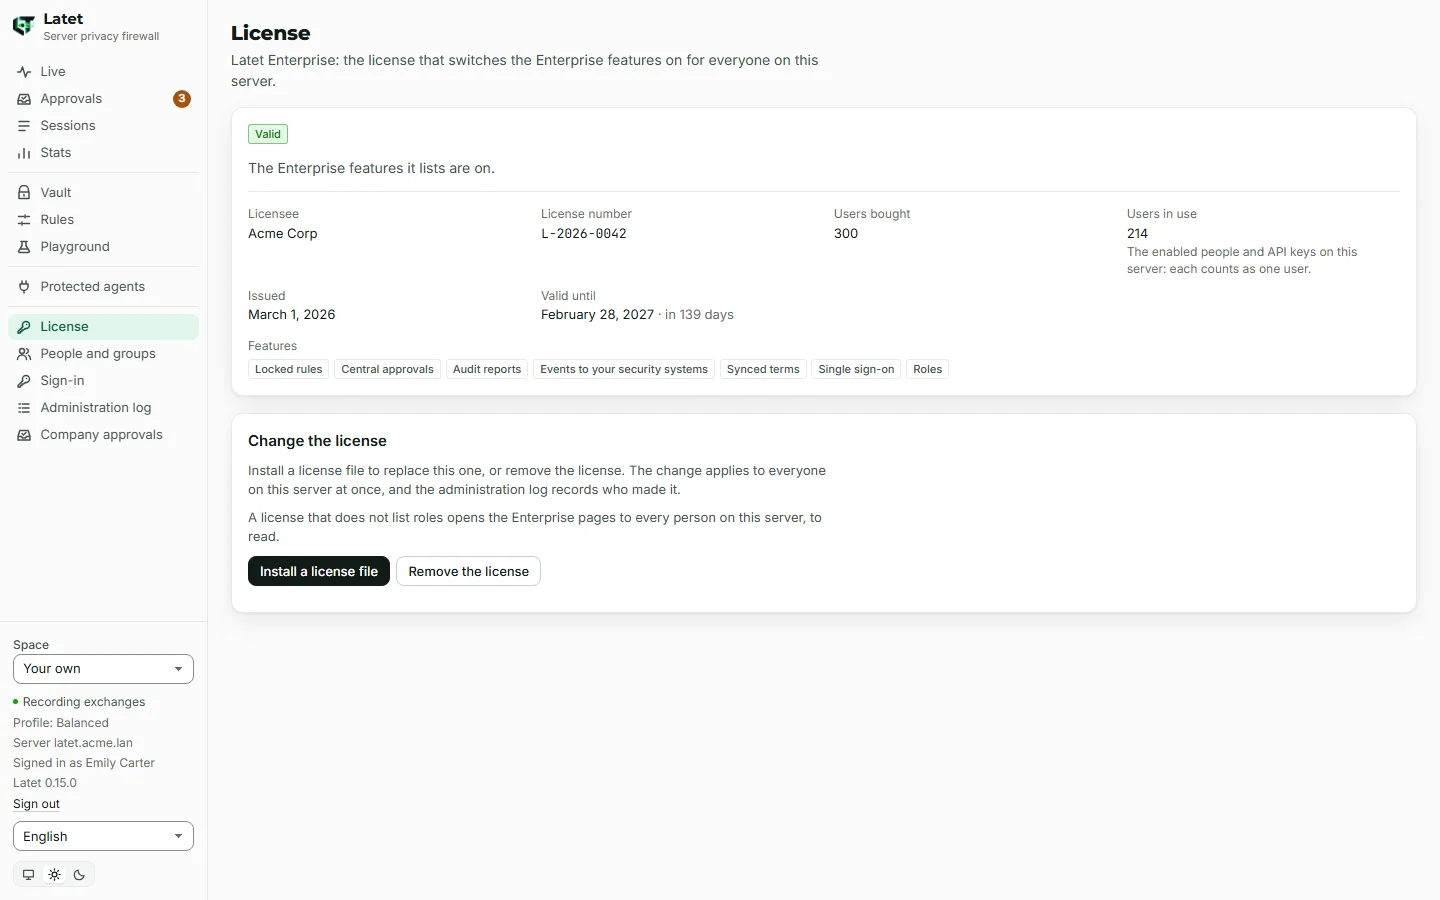 Latet
Server privacy firewall
Live
Approvals
3
Sessions
Stats
Vault
Rules
Playground
Protected agents
License
People and groups
Sign-in
Administration log
Company approvals
Space
Your own
Recording exchanges
Profile: Balanced
Server latet.acme.lan
Signed in as Emily Carter
Latet 0.15.0
Sign out
English
License
Latet Enterprise: the license that switches the Enterprise features on for everyone on this
server.
Valid
The Enterprise features it lists are on.
Licensee
Acme Corp
License number
L-2026-0042
Users bought
300
Users in use
214
The enabled people and API keys on this
server: each counts as one user.
Issued
March 1, 2026
Valid until
February 28, 2027 · in 139 days
Features
Locked rules
Central approvals
Audit reports
Events to your security systems
Synced terms
Single sign-on
Roles
Change the license
Install a license file to replace this one, or remove the license. The change applies to everyone
on this server at once, and the administration log records who made it.
A license that does not list roles opens the Enterprise pages to every person on this server, to
read.
Install a license file
Remove the license